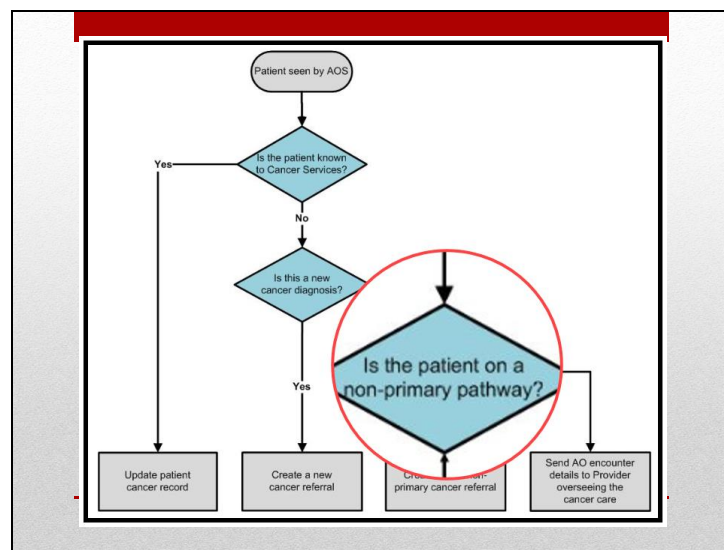 Patient seen by AOS
Is the patient known
to Cancer Services?
Yes
No
Is this a new
cancer diagnosis?
Is the patient on a
non-primary pathway?
Yes
Update patient
cancer record
Create a new
cancer referral
primary cancer referral
Send AO encounter
details to Provider
overseeing the
cancer care